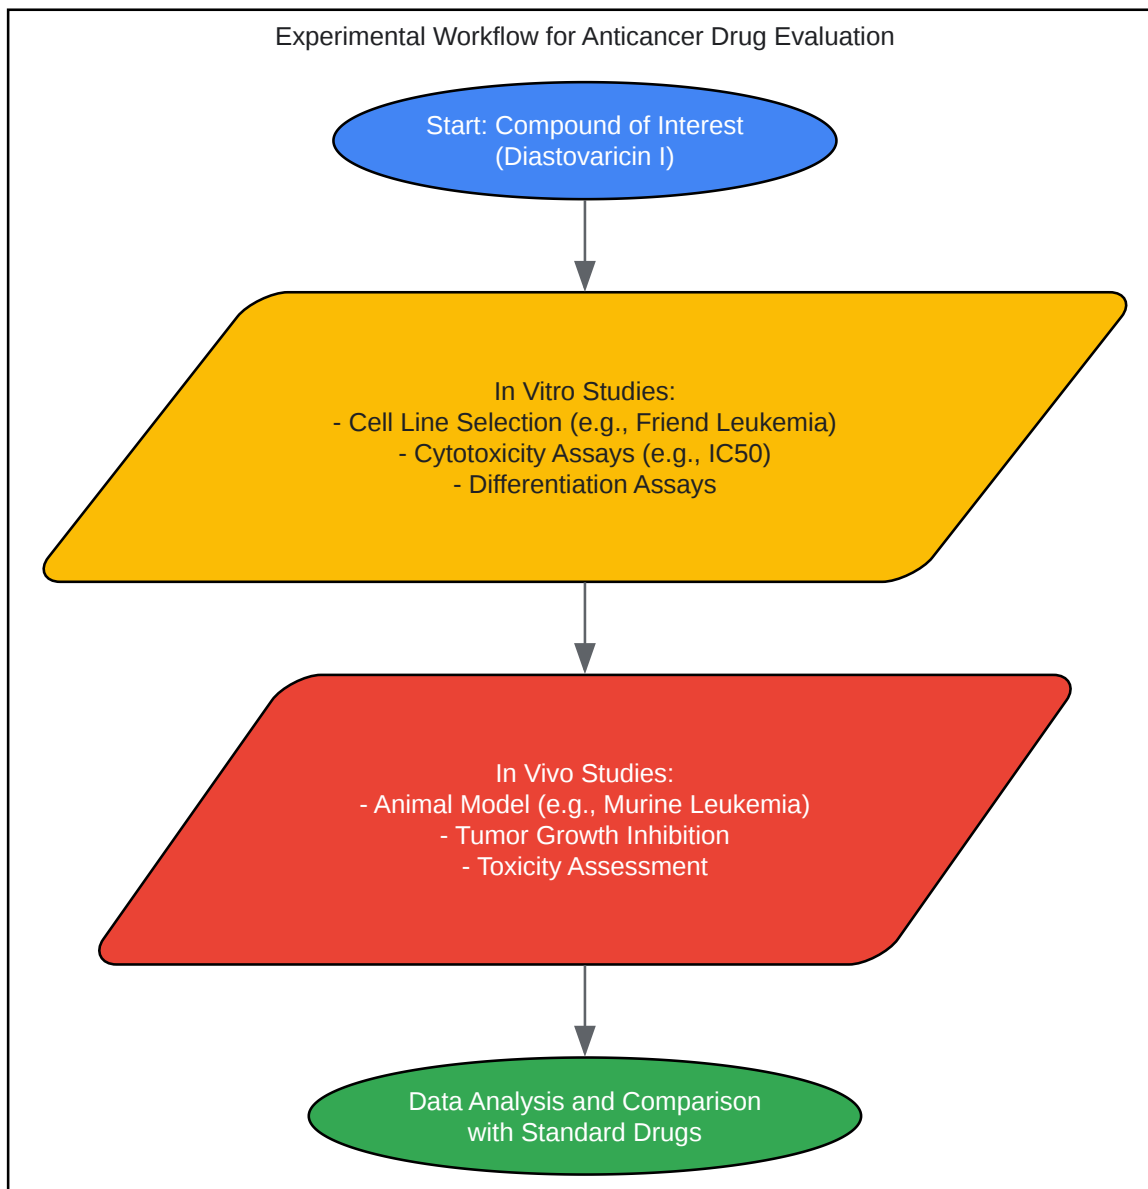 Experimental Workflow for Anticancer Drug Evaluation
Start: Compound of Interest
(Diastovaricin I)
In Vitro Studies:
- Cell Line Selection (e.g., Friend Leukemia)
- Cytotoxicity Assays (e.g., IC50)
- Differentiation Assays
In Vivo Studies:
- Animal Model (e.g., Murine Leukemia)
- Tumor Growth Inhibition
- Toxicity Assessment
Data Analysis and Comparison
with Standard Drugs